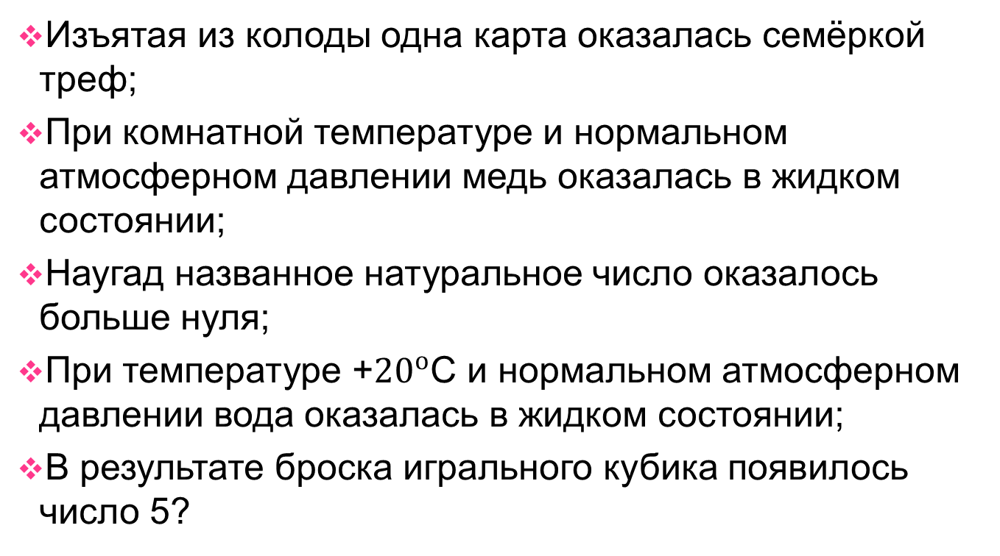 ❖Изъятая из колоды одна карта оказалась семёркой
треф;
❖При комнатной температуре и нормальном
атмосферном давлении медь оказалась в жидком
состоянии;
❖Наугад названное натуральное число оказалось
больше нуля;
❖При температуре +20⁰С и нормальном атмосферном
давлении вода оказалась в жидком состоянии;
❖В результате броска игрального кубика появилось
число 5?